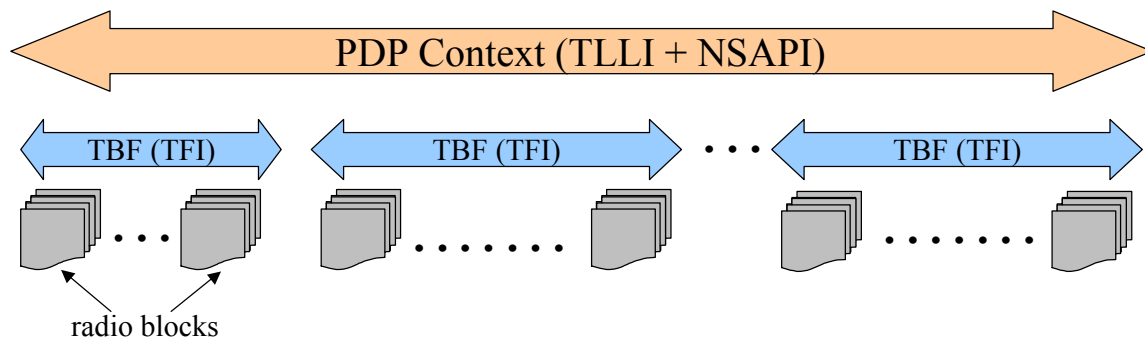 PDP Context (TLLI + NSAPI)
TBF (TFI)
TBF (TFI)
TBF (TFI)
radio blocks